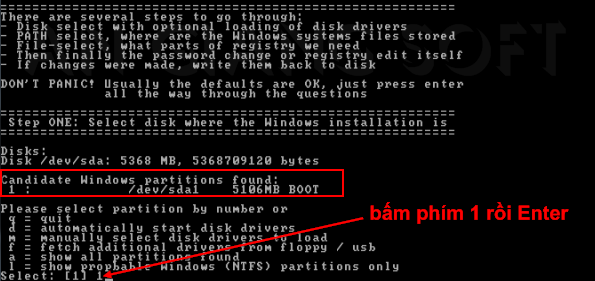 There are several steps to go through:
- Disk select with optional loading of disk drivers
- PATH select, where are the Windows systems files stored
- File-select, what parts of registry we need
- Then finally the password change or registry edit itself
- If changes were made, write them back to disk
DON'T PANIC! Usually the defaults are OK, just press enter
all the way through the questions
Step ONE: Select disk where the Windows installation is
Disks:
Disk /dev/sda: 5368 MB, 5368709120 bytes
Candidate Windows partitions found:
1 : /dev/sda1 5106MB BOOT
Please select partition by number or
q = quit
d = automatically start disk drivers
m = manually select disk drivers to load
f = fetch additional drivers from floppy / usb
a = show all partitions found
l = show propbable Windows (NTFS) partitions only
Select: [1] 1
bấm phím 1 rồi Enter